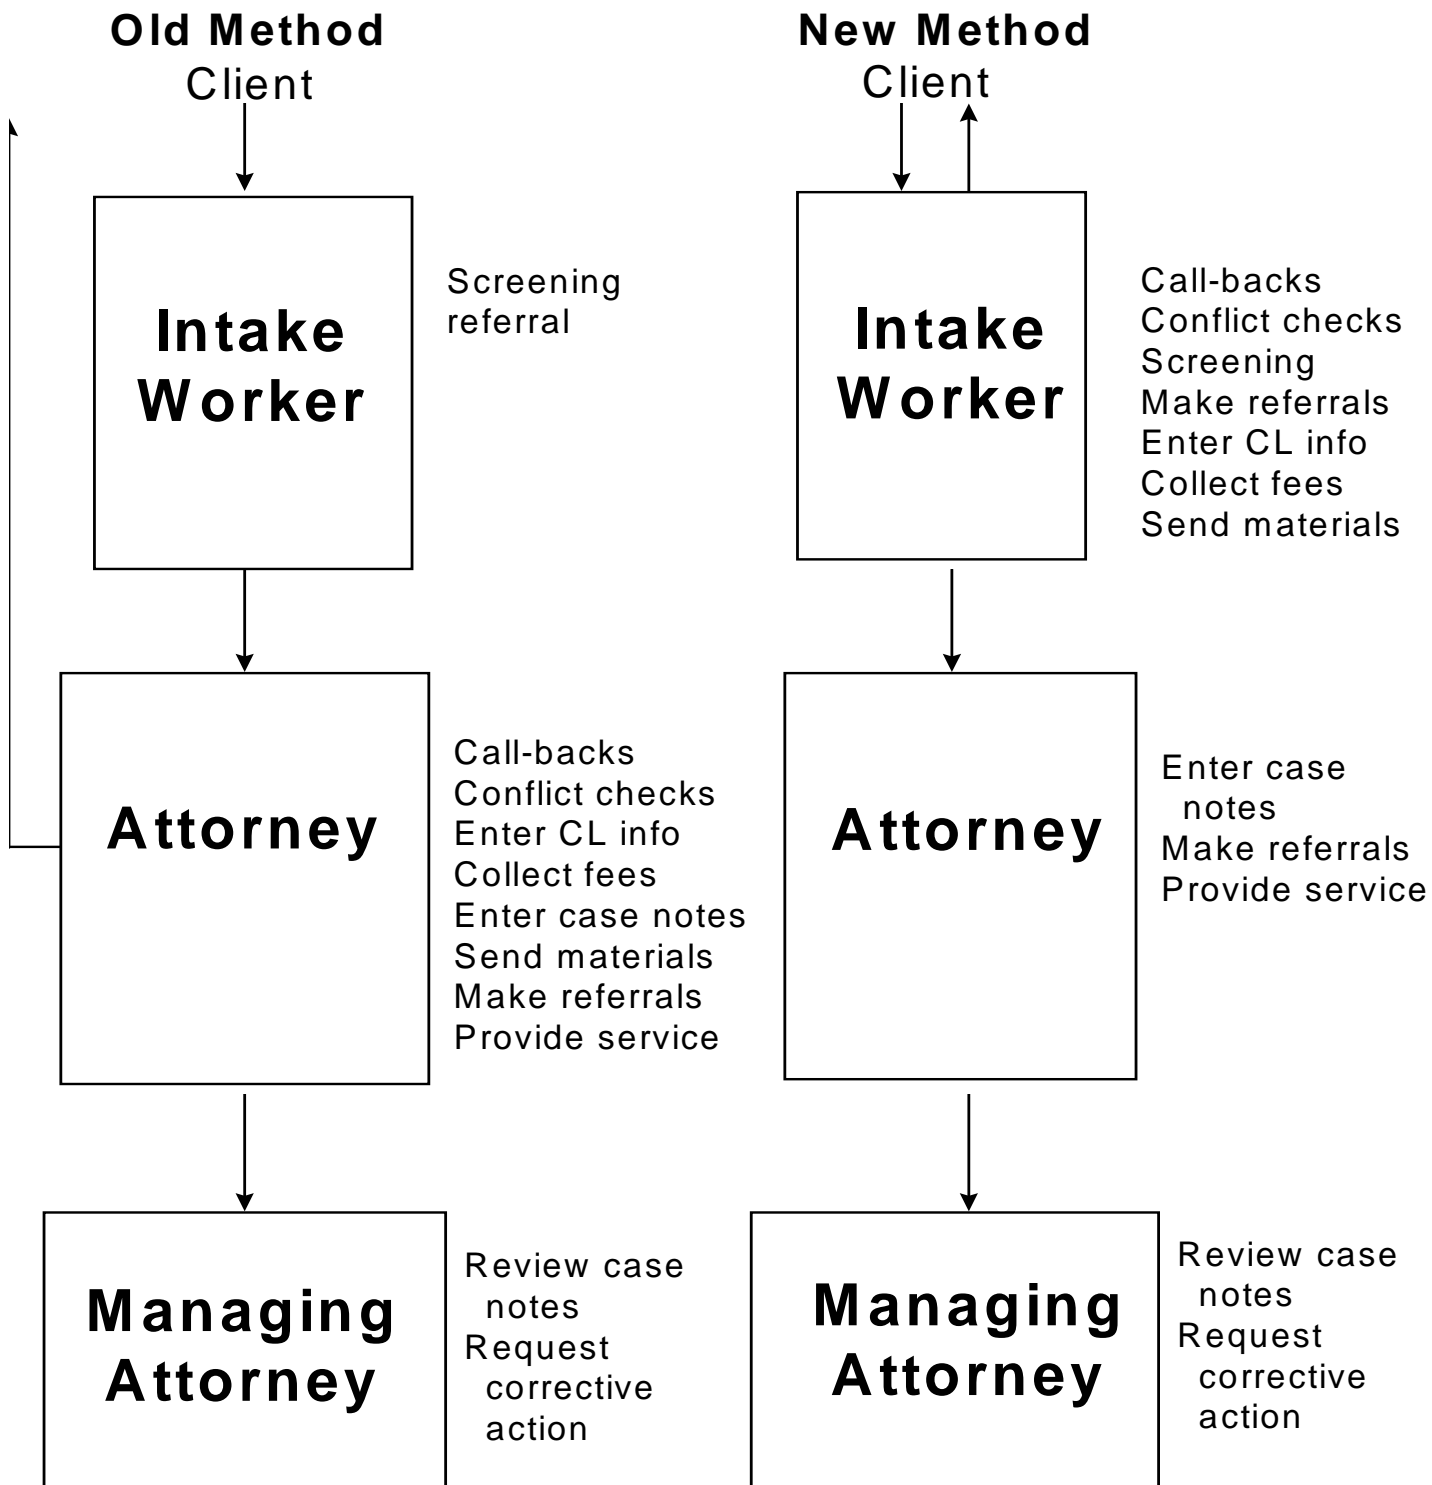 Old Method
Client
Intake
Worker
Screening
referral
Attorney
Call-backs
Conflict checks
Enter CL info
Collect fees
Enter case notes
Send materials
Make referrals
Provide service
Managing
Attorney
Review case
notes
Request
corrective
action
New Method
Client
Intake
Worker
Call-backs
Conflict checks
Screening
Make referrals
Enter CL info
Collect fees
Send materials
Attorney
Enter case
notes
Make referrals
Provide service
Managing
Attorney
Review case
notes
Request
corrective
action